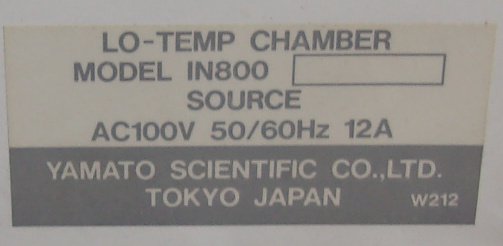 LO-TEMP CHAMBER
MODEL IN800
SOURCE
AC100V 50/60Hz 12A
YAMATO SCIENTIFIC CO.,LTD.
TOKYO JAPAN W212